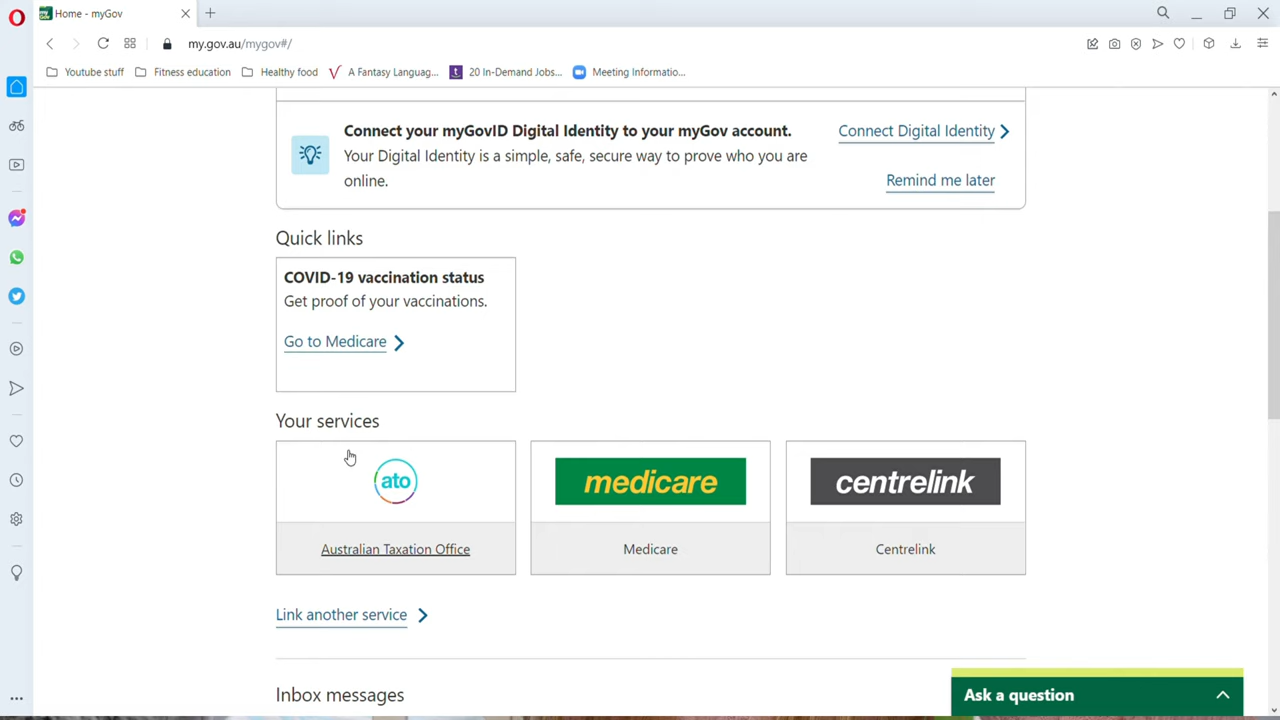 Home - myGov
my.gov.au/mygov#/
Youtube stuff
Fitness education
Healthy food
A Fantasy Languag...
20 In-Demand Jobs...
Meeting Informatio...
Connect your myGovID Digital Identity to your myGov account.
Connect Digital Identity
Your Digital Identity is a simple, safe, secure way to prove who you are
online.
Remind me later
Quick links
COVID-19 vaccination status
Get proof of your vaccinations.
Go to Medicare
Your services
ato
medicare
centrelink
Australian Taxation Office
Medicare
Centrelink
Link another service
Inbox messages
Ask a question